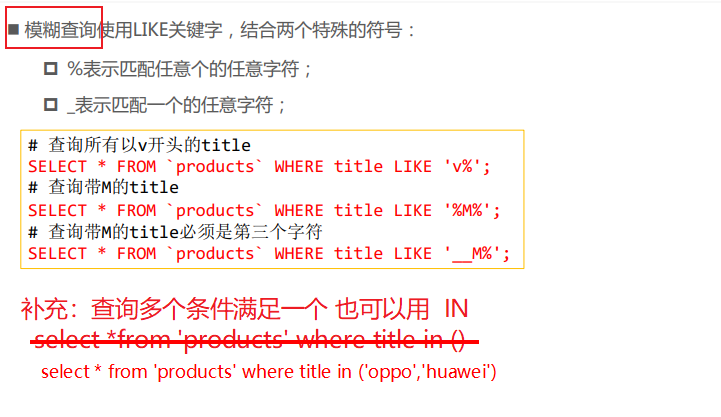 模糊查询使用LIKE关键字，结合两个特殊的符号：
%表示匹配任意个的任意字符；
_表示匹配一个的任意字符；
# 查询所有以v开头的title
SELECT * FROM `products` WHERE title LIKE 'v%';
# 查询带M的title
SELECT * FROM `products` WHERE title LIKE '%M%';
# 查询带M的title必须是第三个字符
SELECT * FROM `products` WHERE title LIKE '__M%';
补充：查询多个条件满足一个 也可以用 IN
select *from 'products' where title in ()
select * from 'products' where title in ('oppo','huawei')